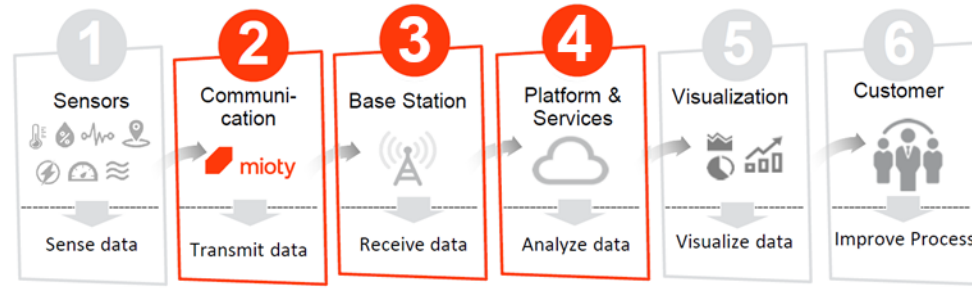 1
Sensors
Sense data
2
Communi-
cation
mioty
Transmit data
3
Base Station
Receive data
4
Platform &
Services
Analyze data
5
Visualization
Visualize data
6
Customer
Improve Process